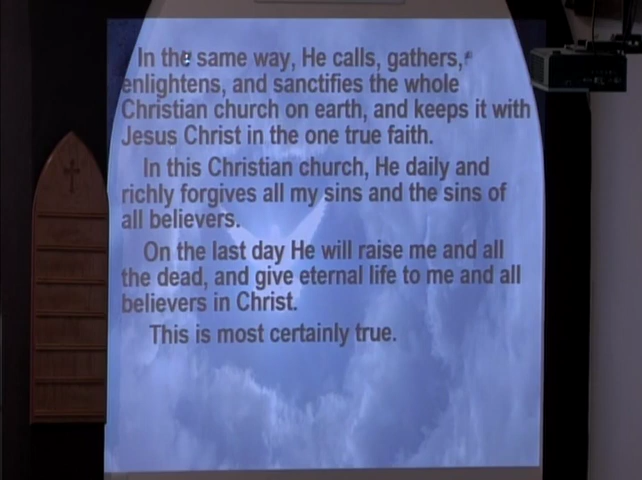 In the same way, He calls, gathers,
enlightens, and sanctifies the whole
Christian church on earth, and keeps it with
Jesus Christ in the one true faith.
In this Christian church, He daily and
richly forgives all my sins and the sins of
all believers.
On the last day He will raise me and all
the dead, and give eternal life to me and all
believers in Christ.
This is most certainly true.